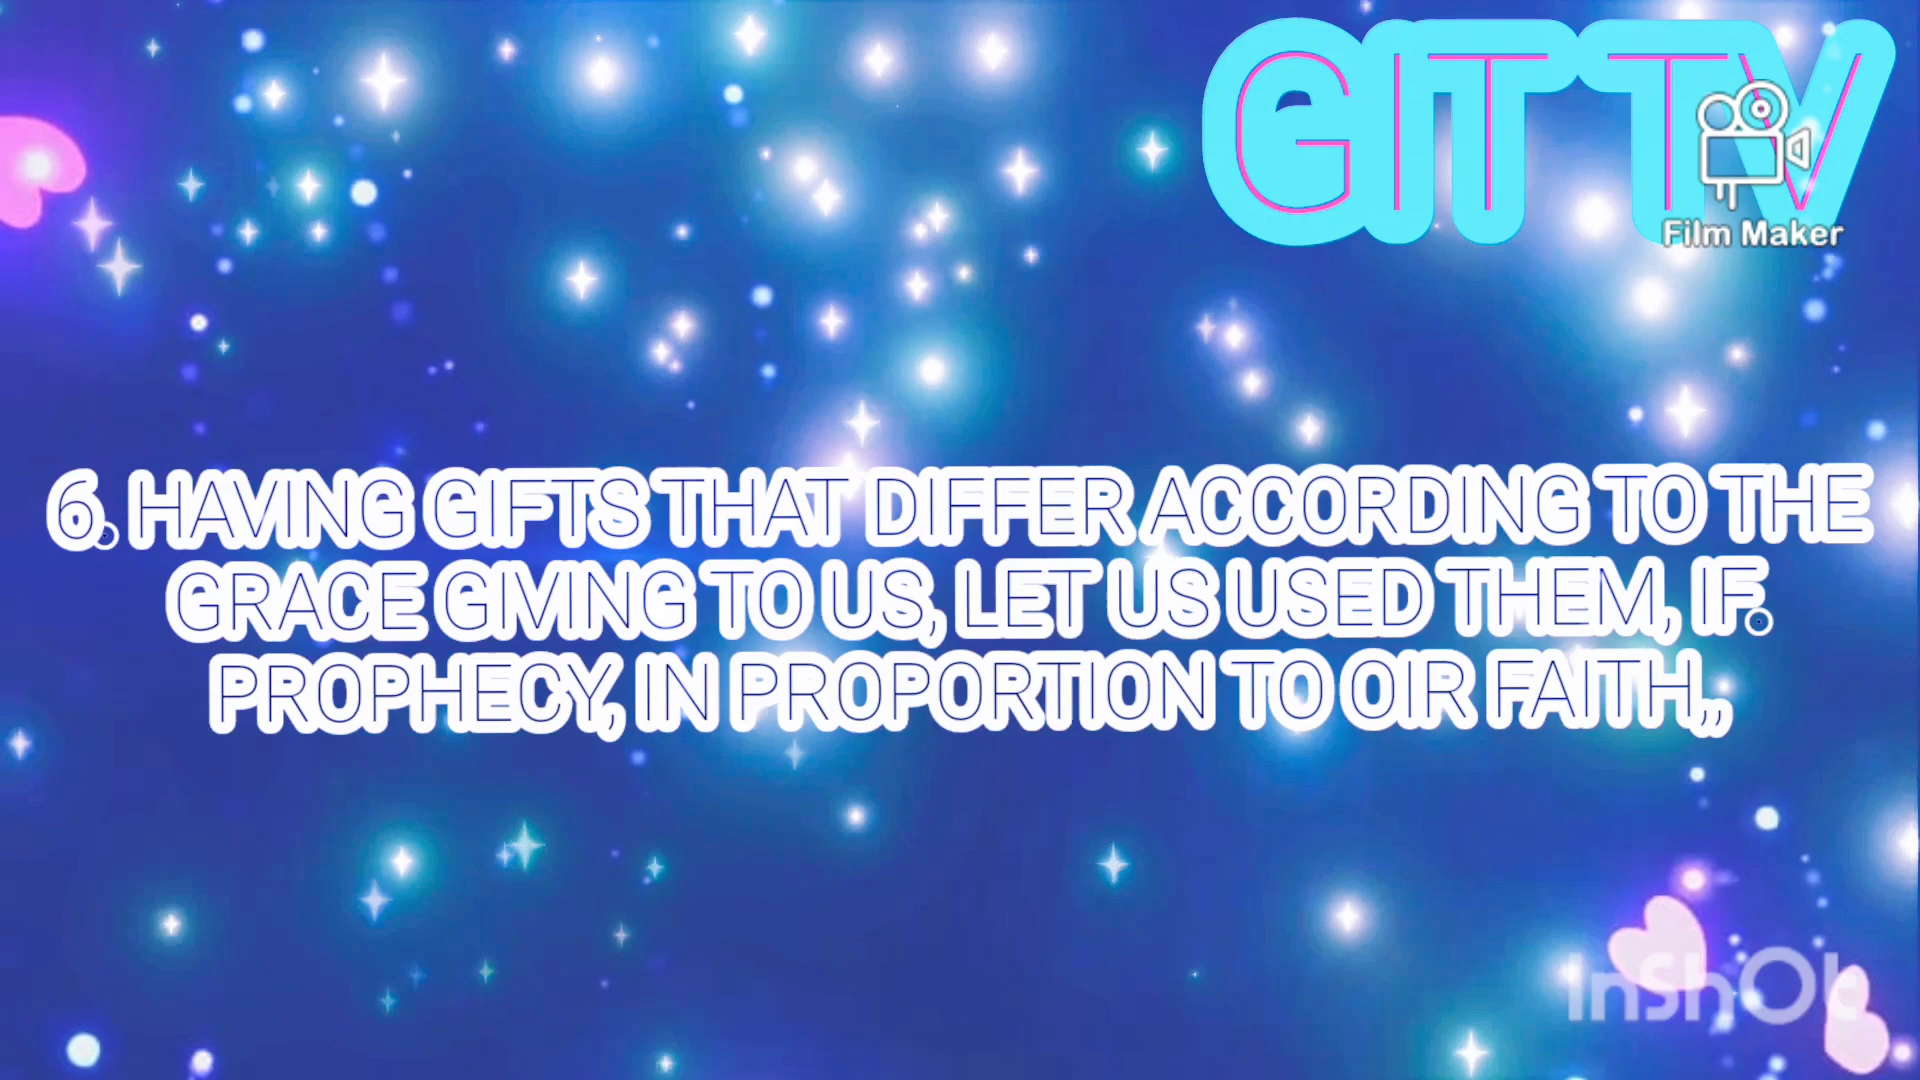 GIT TV
Film Maker
6. HAVING GIFTS THAT DIFFER ACCORDING TO THE
GRACE GIVING TO US, LET US USED THEM, IF.
PROPHECY, IN PROPORTION TO OIR FAITH,,
InShOt